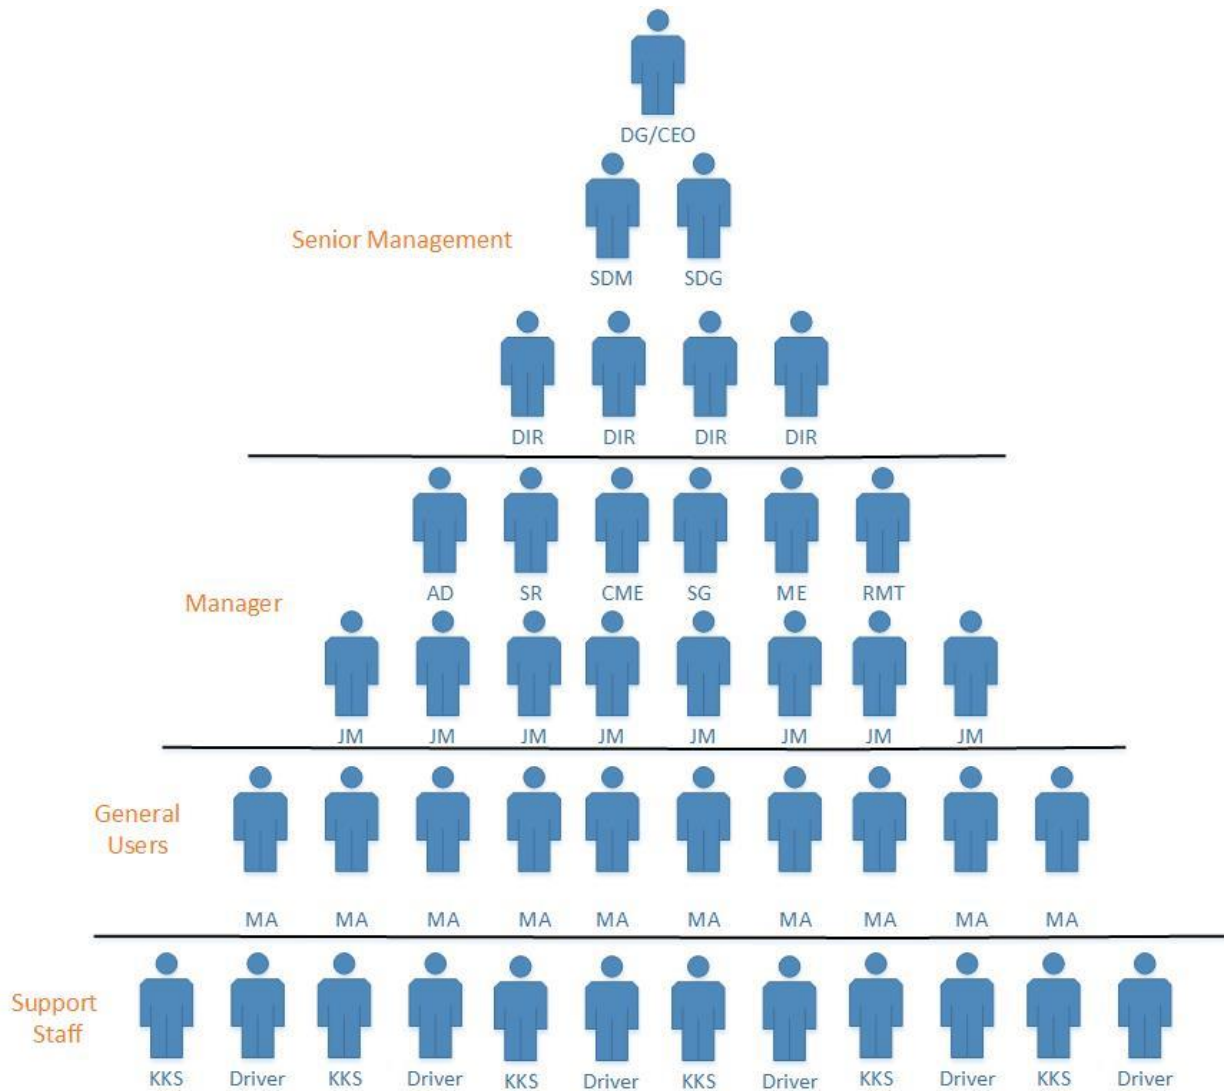 DG/CEO
Senior Management
SDM SDG
DIR DIR DIR DIR
AD SR CME SG ME RMT
Manager
JM JM JM JM JM JM JM JM
General
Users
MA MA MA MA MA MA MA MA MA MA
Support
Staff
KKS Driver KKS Driver KKS Driver KKS Driver KKS Driver KKS Driver